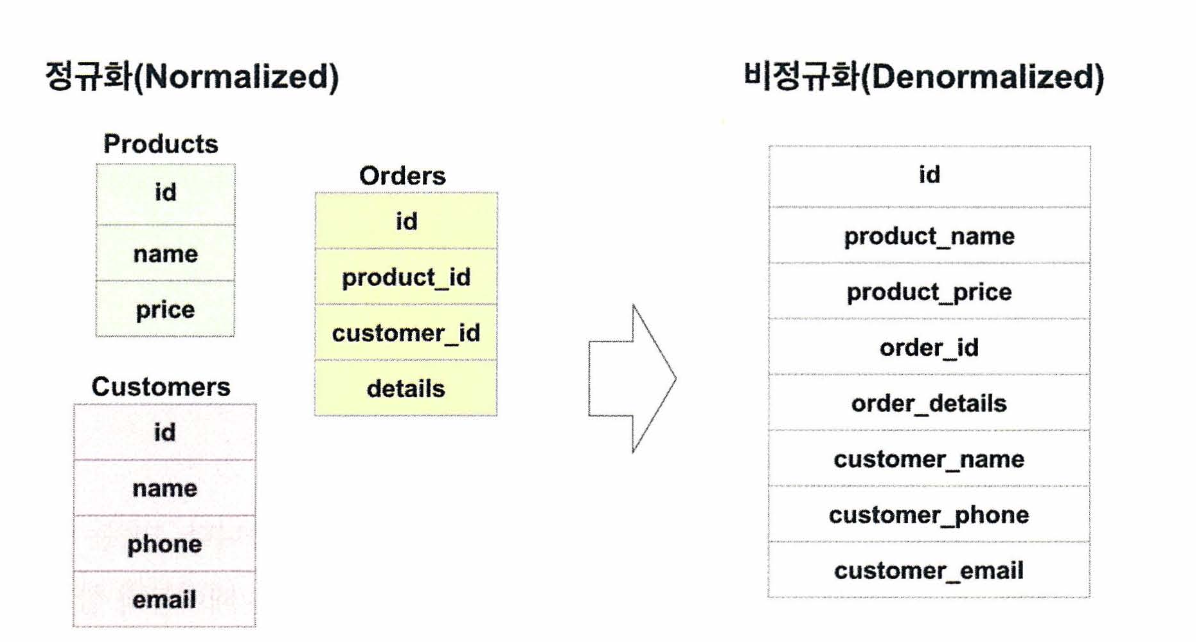 정규화(Normalized)
Products
id
name
price
Orders
id
product_id
customer_id
details
Customers
id
name
phone
email
비정규화(Denormalized)
id
product_name
product_price
order_id
order_details
customer_name
customer_phone
customer_email